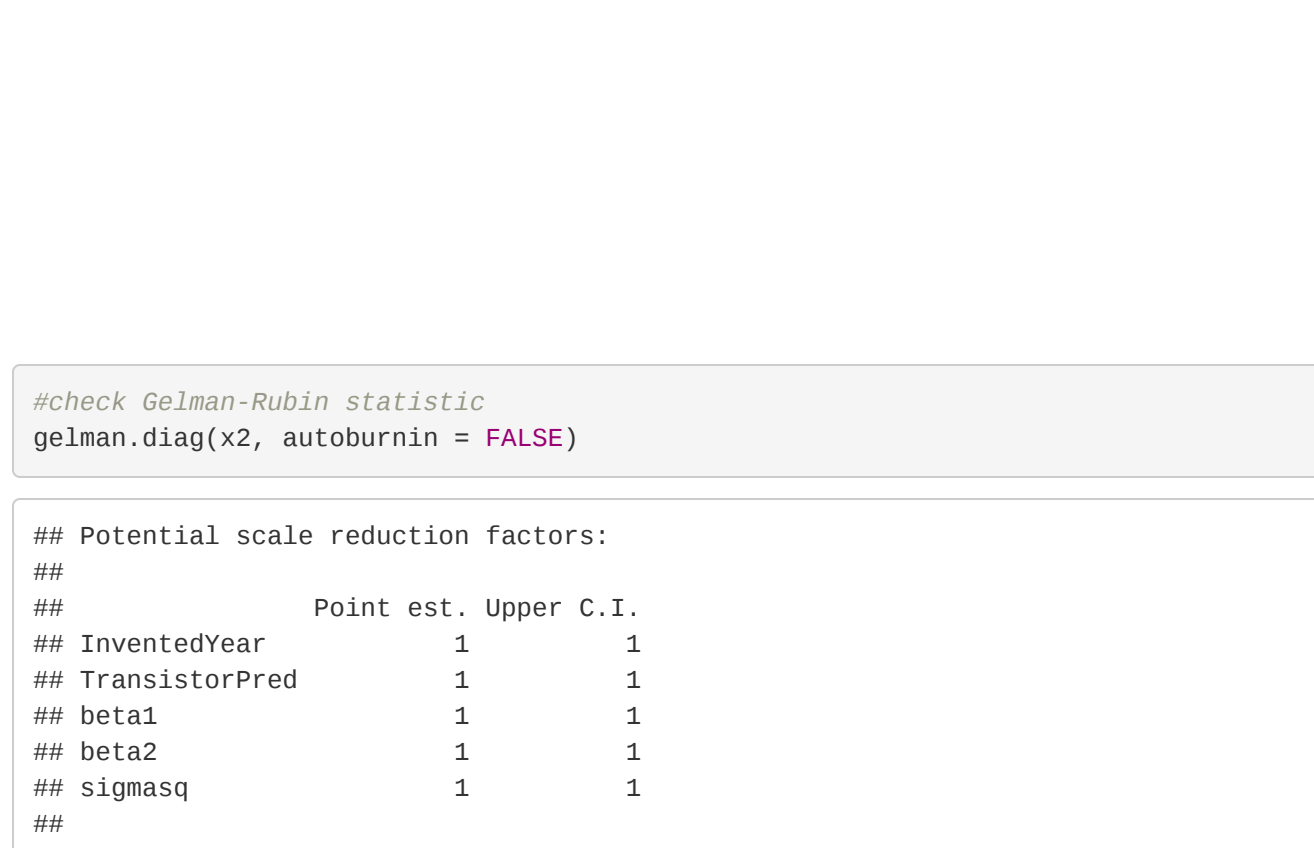 #check Gelman-Rubin statistic
gelman.diag(x2, autoburnin = FALSE)
## Potential scale reduction factors:
##
##                Point est. Upper C.I.
## InventedYear            1          1
## TransistorPred          1          1
## beta1                   1          1
## beta2                   1          1
## sigmasq                 1          1
##